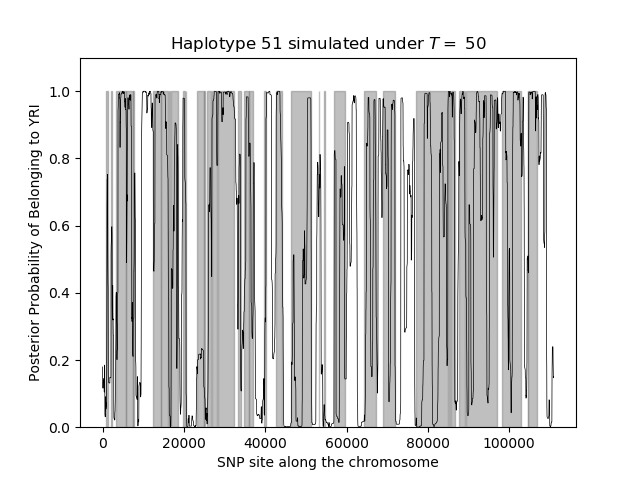 Haplotype 51 simulated under T = 50
Posterior Probability of Belonging to YRI
1.0
0.8
0.6
0.4
0.2
0.0
0 20000 40000 60000 80000 100000
SNP site along the chromosome